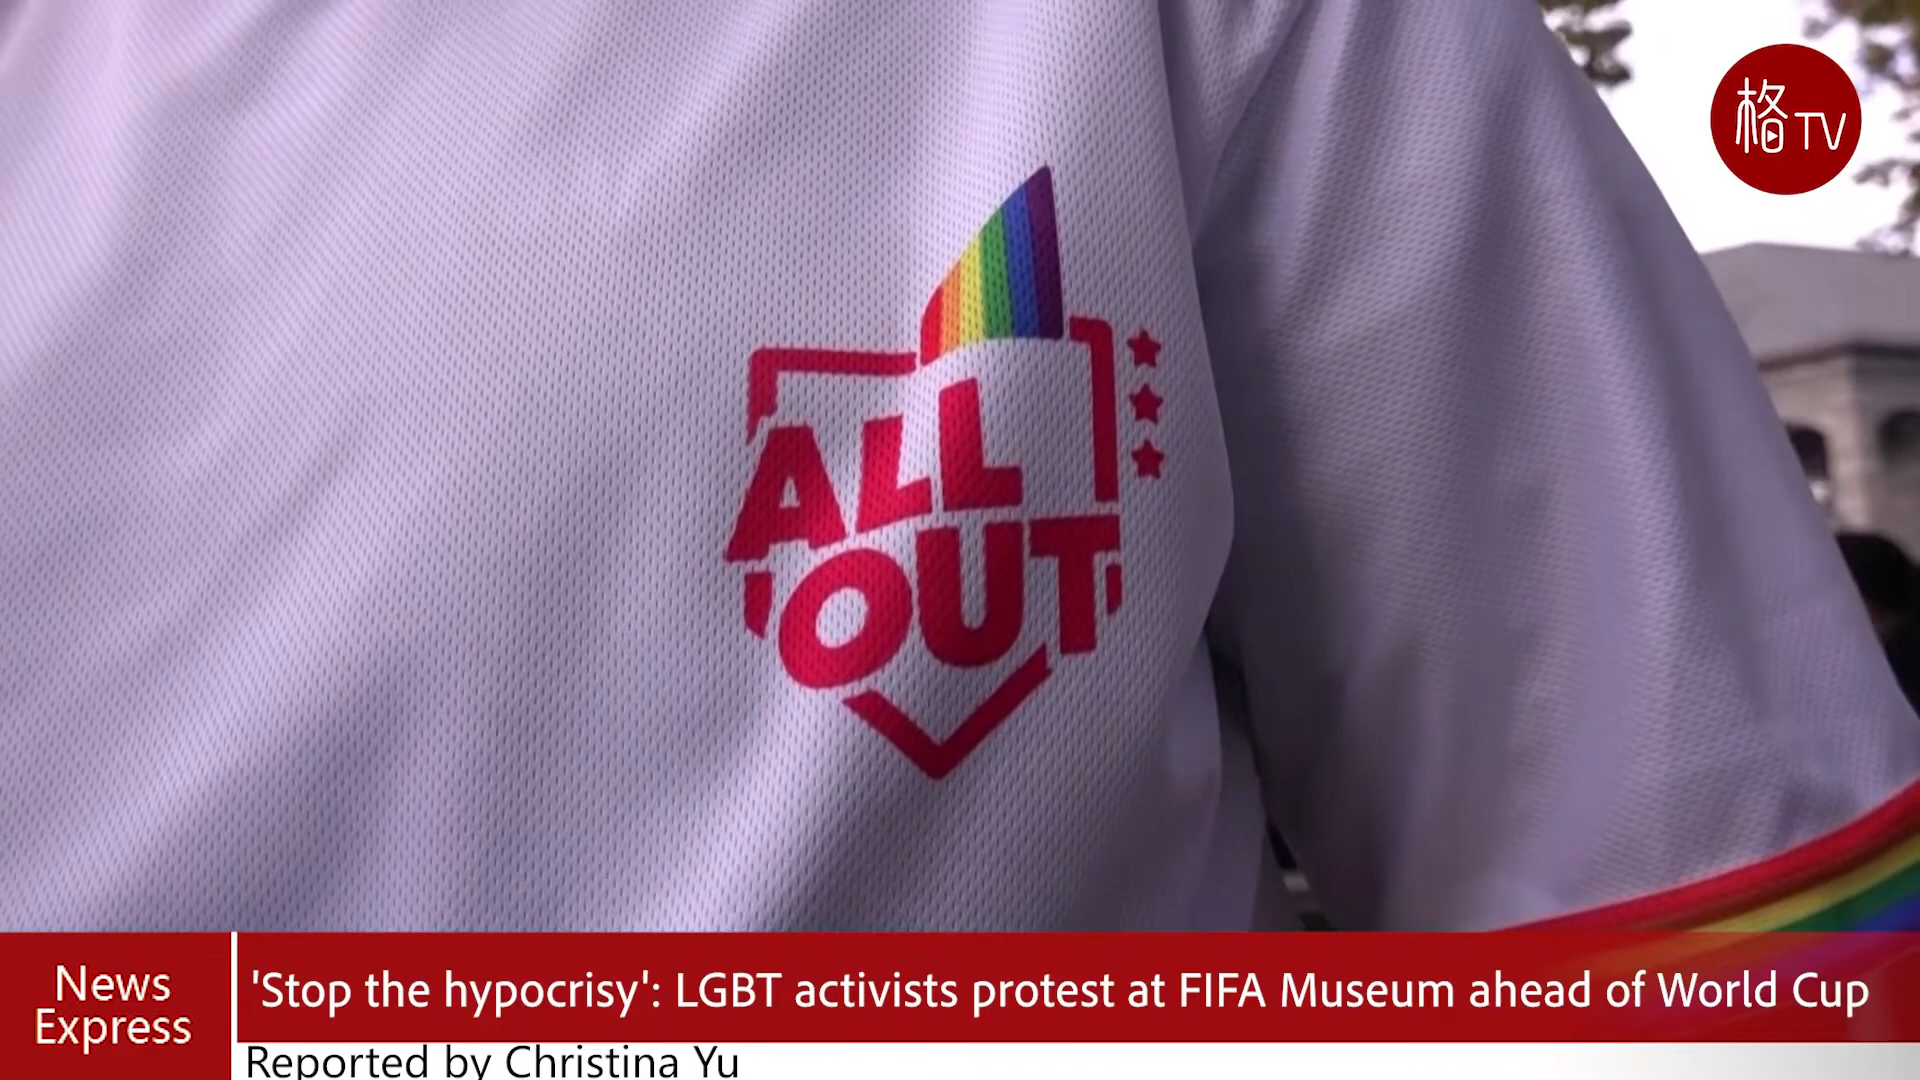 格TV
ALL
OUT
News
Express
'Stop the hypocrisy': LGBT activists protest at FIFA Museum ahead of World Cup
Reported by Christina Yu